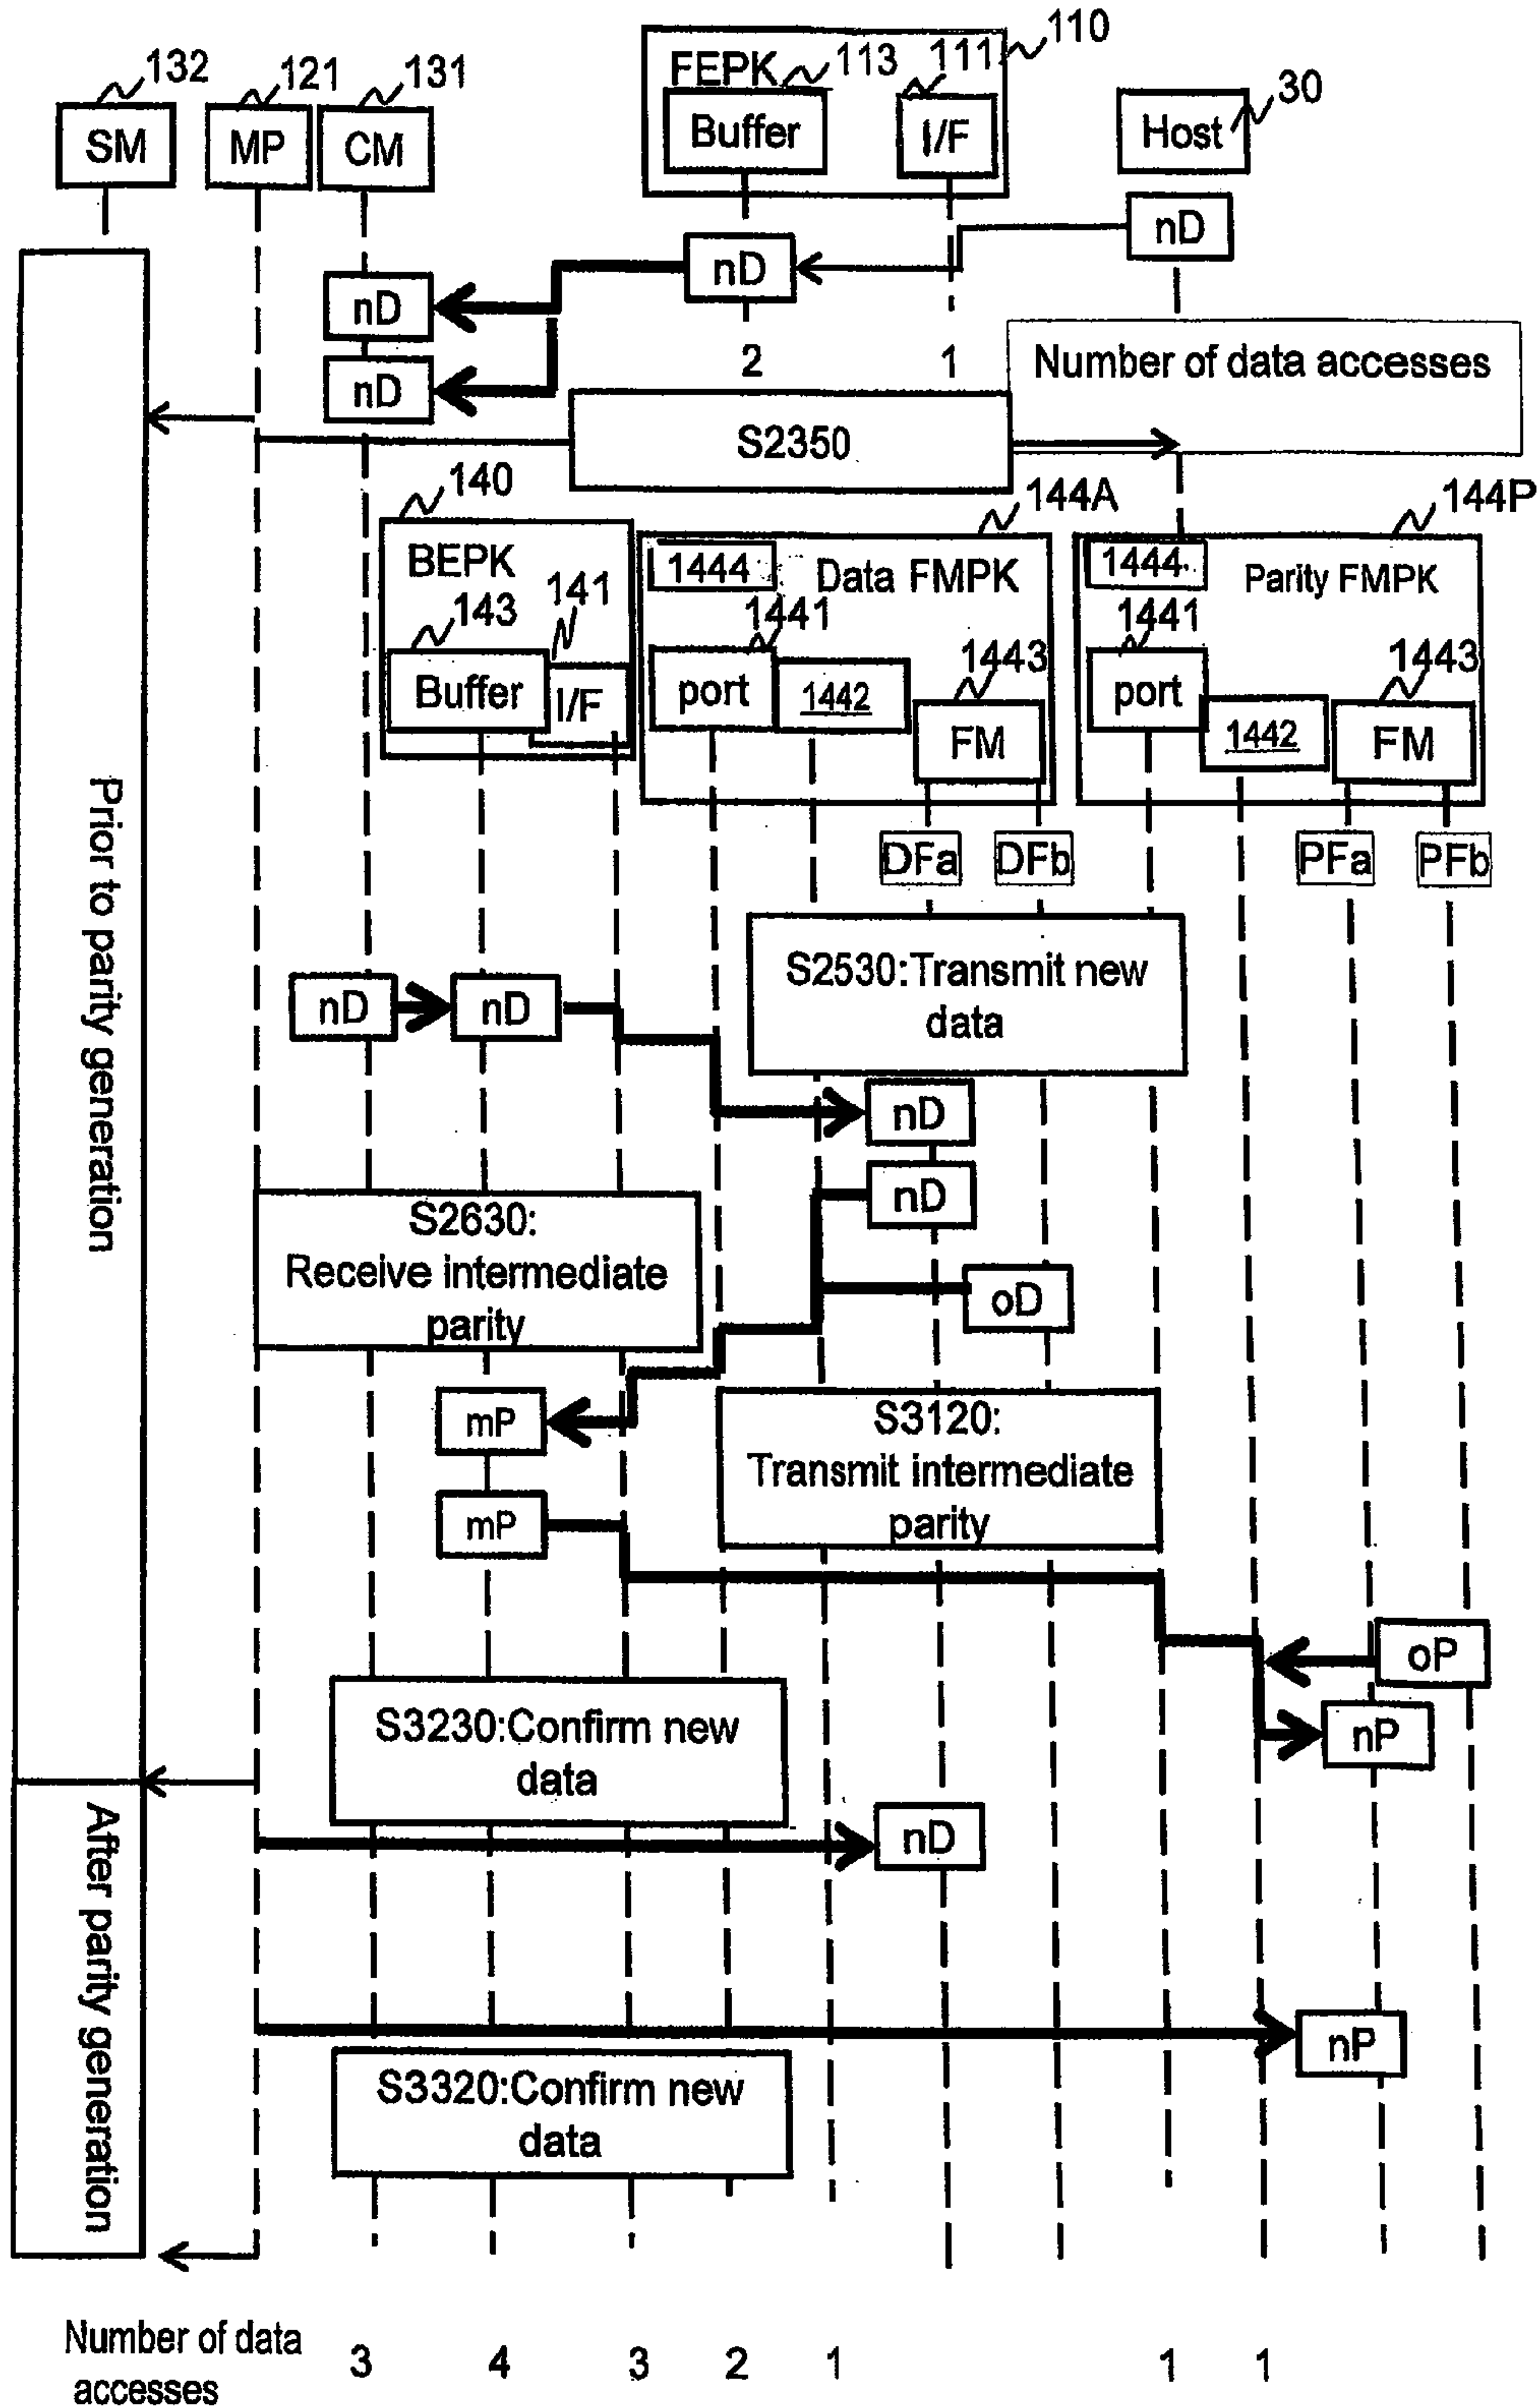 132
121
131
110
FEPK
113
111
30
SM
MP
CM
Buffer
I/F
Host
nD
nD
nD
nD
2
1
Number of data accesses
S2350
140
144A
144P
BEPK
143
141
Buffer
I/F
1444
Data FMPK
1441
port
1442
1443
FM
1444
Parity FMPK
1441
port
1442
1443
FM
DFa
DFb
PFa
PFb
Prior to parity generation
nD
nD
S2530:Transmit new
data
nD
nD
S2630:
Receive intermediate
parity
oD
mP
S3120:
Transmit intermediate
parity
mP
oP
nP
S3230:Confirm new
data
nD
After parity generation
nP
S3320:Confirm new
data
Number of data
accesses
3
4
3
2
1
1
1